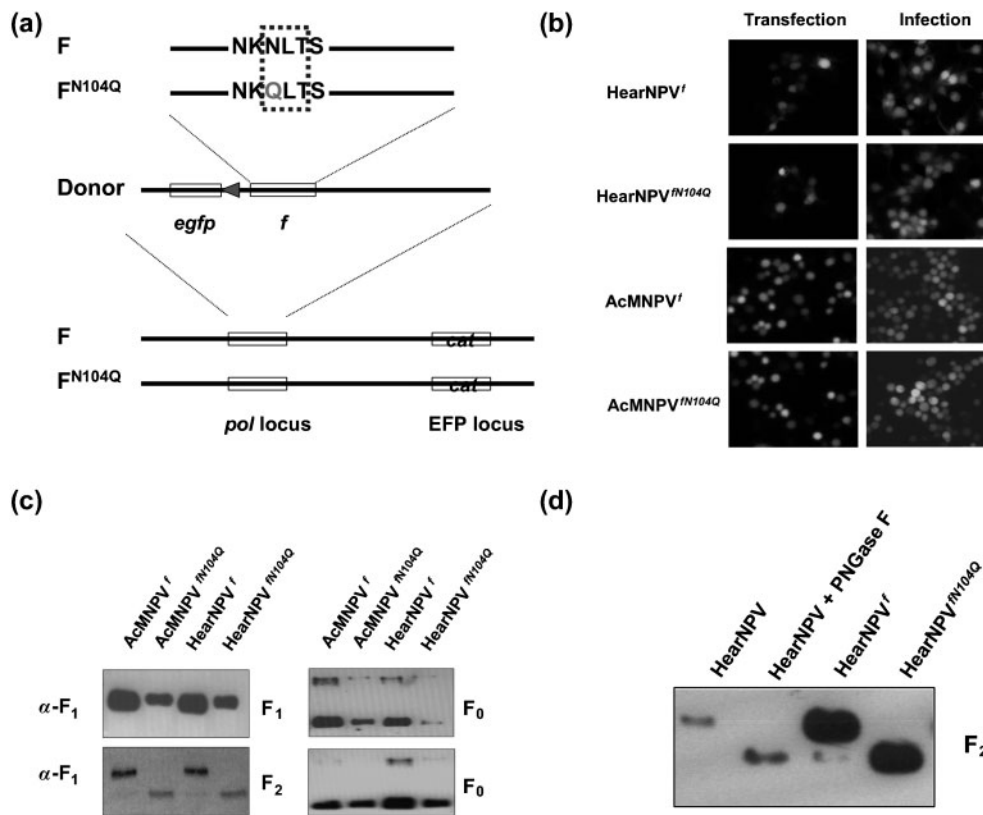 (a)
F NKNLTS
F^N104Q NKQLTS
Donor
egfp f
F cat
F^N104Q cat
pol locus EFP locus
(b)
Transfection Infection
HearNPV^f
HearNPV^fN104Q
AcMNPV^f
AcMNPV^fN104Q
(c)
AcMNPV^f AcMNPV^fN104Q HearNPV^f HearNPV^fN104Q
AcMNPV^f AcMNPV^fN104Q HearNPV^f HearNPV^fN104Q
α-F₁ F₁ F₀
α-F₁ F₂ F₀
(d)
HearNPV HearNPV + PNGase F HearNPV^f HearNPV^fN104Q
F₂